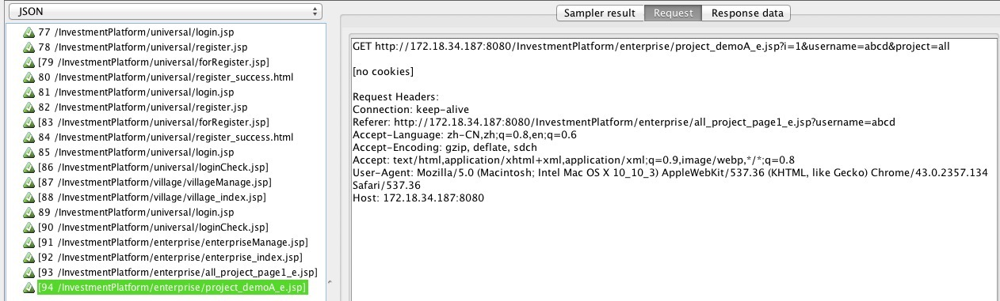 JSON
77 /InvestmentPlatform/universal/login.jsp
78 /InvestmentPlatform/universal/register.jsp
[79 /InvestmentPlatform/universal/forRegister.jsp]
80 /InvestmentPlatform/universal/register_success.html
81 /InvestmentPlatform/universal/login.jsp
82 /InvestmentPlatform/universal/register.jsp
[83 /InvestmentPlatform/universal/forRegister.jsp]
84 /InvestmentPlatform/universal/register_success.html
85 /InvestmentPlatform/universal/login.jsp
[86 /InvestmentPlatform/universal/loginCheck.jsp]
[87 /InvestmentPlatform/village/villageManage.jsp]
[88 /InvestmentPlatform/village/village_index.jsp]
89 /InvestmentPlatform/universal/login.jsp
[90 /InvestmentPlatform/universal/loginCheck.jsp]
[91 /InvestmentPlatform/enterprise/enterpriseManage.jsp]
[92 /InvestmentPlatform/enterprise/enterprise_index.jsp]
[93 /InvestmentPlatform/enterprise/all_project_page1_e.jsp]
[94 /InvestmentPlatform/enterprise/project_demoA_e.jsp]
Sampler result Request Response data
GET http://172.18.34.187:8080/InvestmentPlatform/enterprise/project_demoA_e.jsp?i=1&username=abcd&project=all
[no cookies]
Request Headers:
Connection: keep-alive
Referer: http://172.18.34.187:8080/InvestmentPlatform/enterprise/all_project_page1_e.jsp?username=abcd
Accept-Language: zh-CN,zh;q=0.8,en;q=0.6
Accept-Encoding: gzip, deflate, sdch
Accept: text/html,application/xhtml+xml,application/xml;q=0.9,image/webp,*/*;q=0.8
User-Agent: Mozilla/5.0 (Macintosh; Intel Mac OS X 10_10_3) AppleWebKit/537.36 (KHTML, like Gecko) Chrome/43.0.2357.134
Safari/537.36
Host: 172.18.34.187:8080